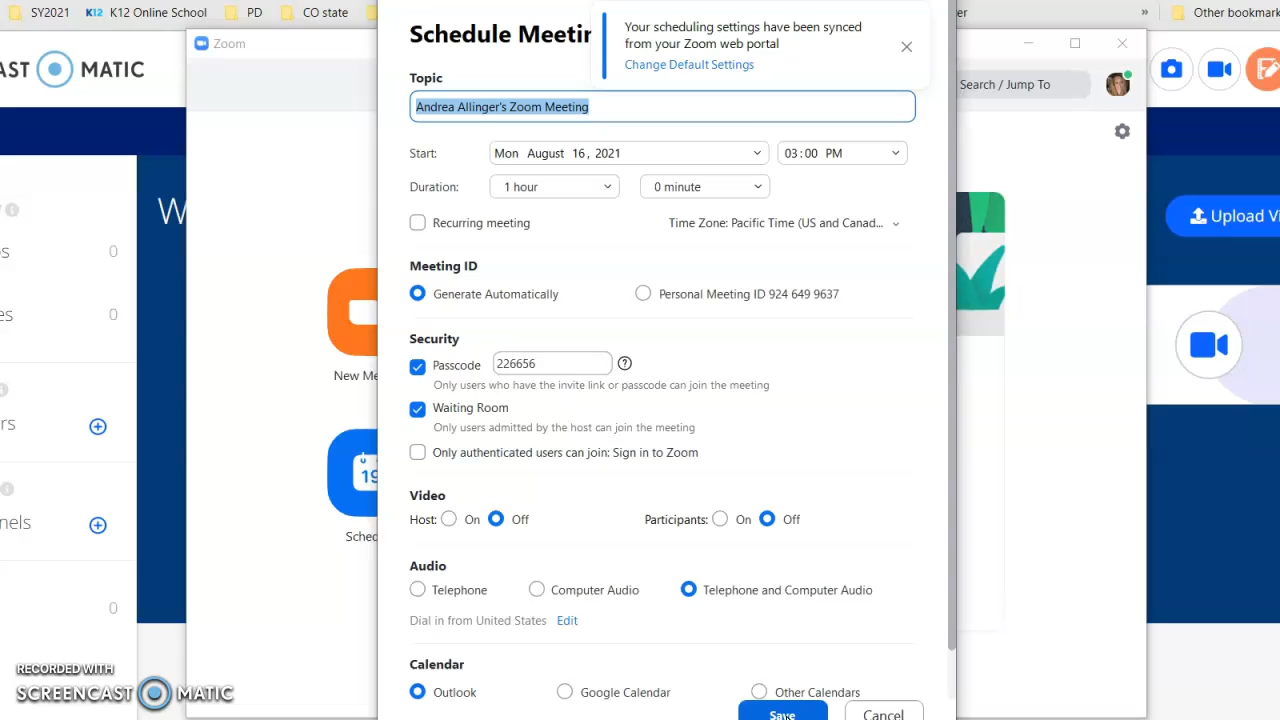 SY2021 K12 K12 Online School PD CO state
» Other bookmark
AST MATIC
Zoom
Schedule Meetin
Your scheduling settings have been synced
from your Zoom web portal
Change Default Settings
Search / Jump To
Topic
Andrea Allinger's Zoom Meeting
Start: Mon August 16, 2021 03:00 PM
Duration: 1 hour 0 minute
Recurring meeting Time Zone: Pacific Time (US and Canad...
W
Upload Vi
0
0
Meeting ID
Generate Automatically Personal Meeting ID 924 649 9637
Security
Passcode 226656
Only users who have the invite link or passcode can join the meeting
Waiting Room
Only users admitted by the host can join the meeting
Only authenticated users can join: Sign in to Zoom
New Me
rs
19
Sched
nels
Video
Host: On Off Participants: On Off
Audio
Telephone Computer Audio Telephone and Computer Audio
0
Dial in from United States Edit
Calendar
Outlook Google Calendar Other Calendars
Save Cancel
RECORDED WITH
SCREENCAST MATIC